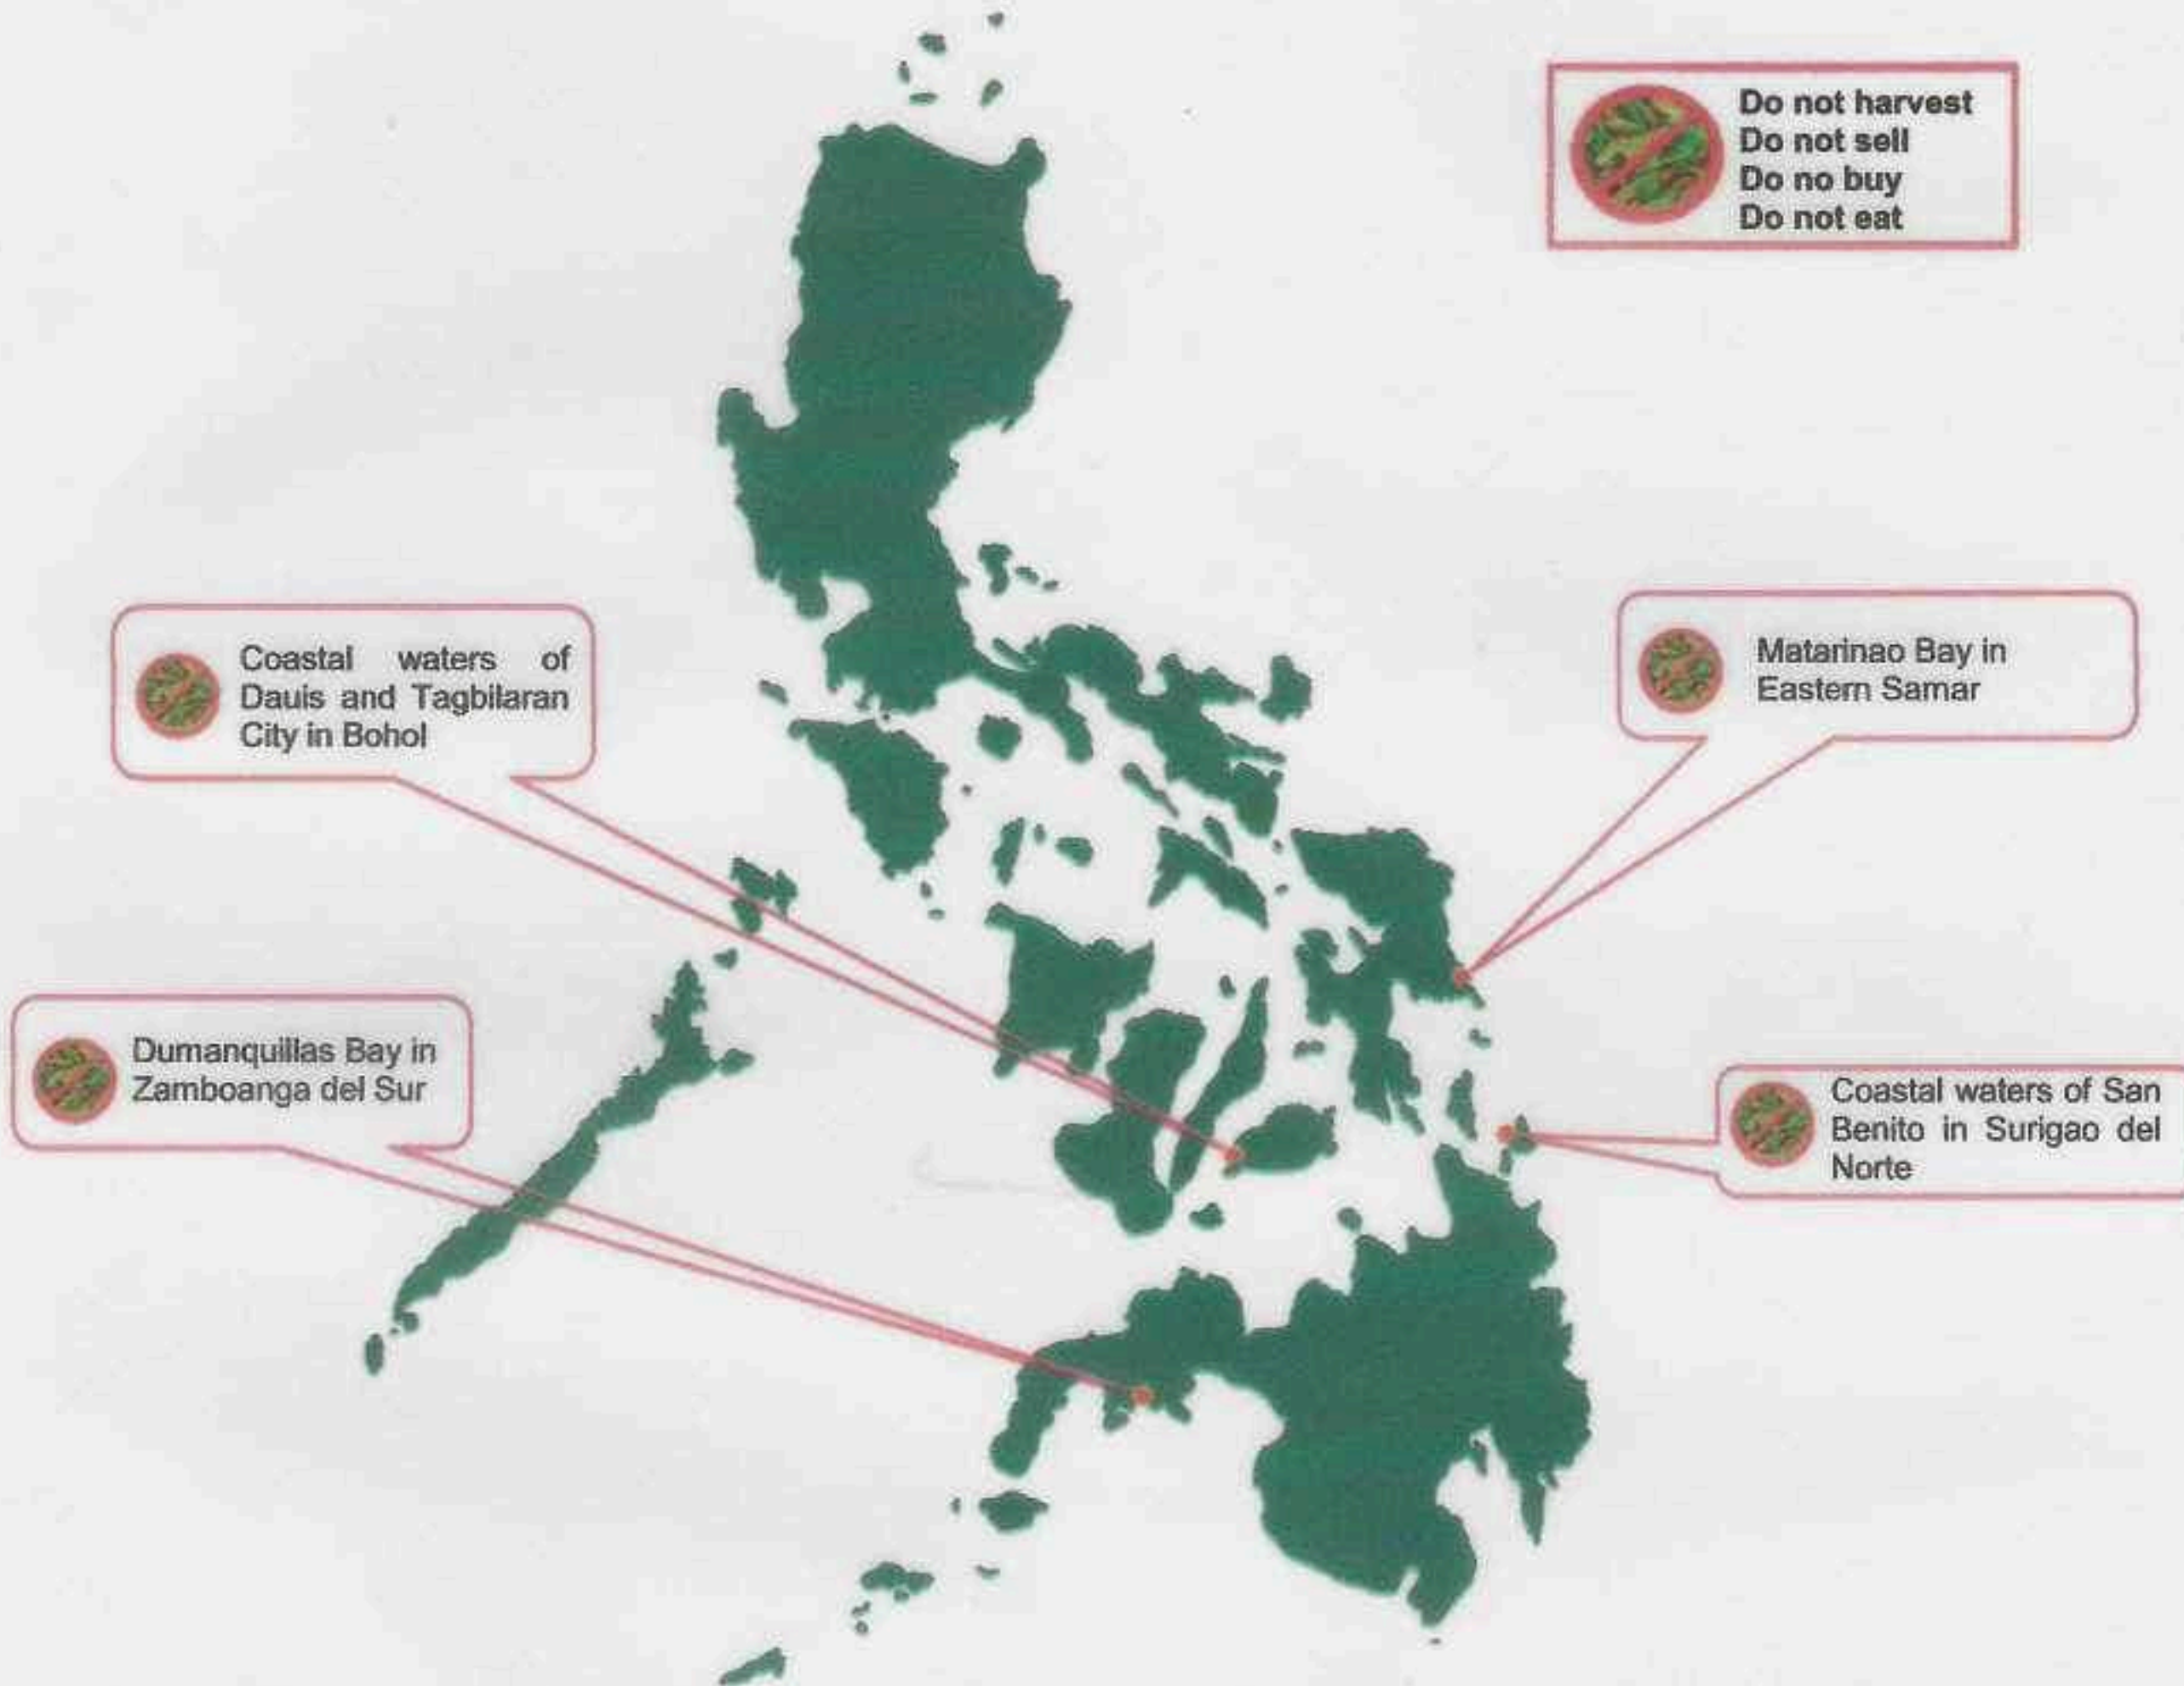 Do not harvest
Do not sell
Do no buy
Do not eat
Coastal waters of
Dauis and Tagbilaran
City in Bohol
Matarinao Bay in
Eastern Samar
Dumanquillas Bay in
Zamboanga del Sur
Coastal waters of San
Benito in Surigao del
Norte